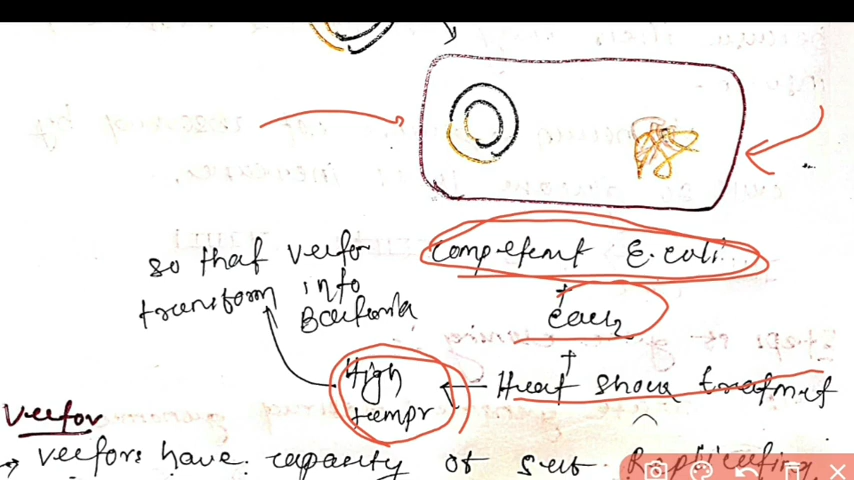 competent E.coli
so that vector
transform into
Bacteria
CaCl2
High
tempr
Heat shock treatment
Vector
→ vectors have capacity of self Replicating